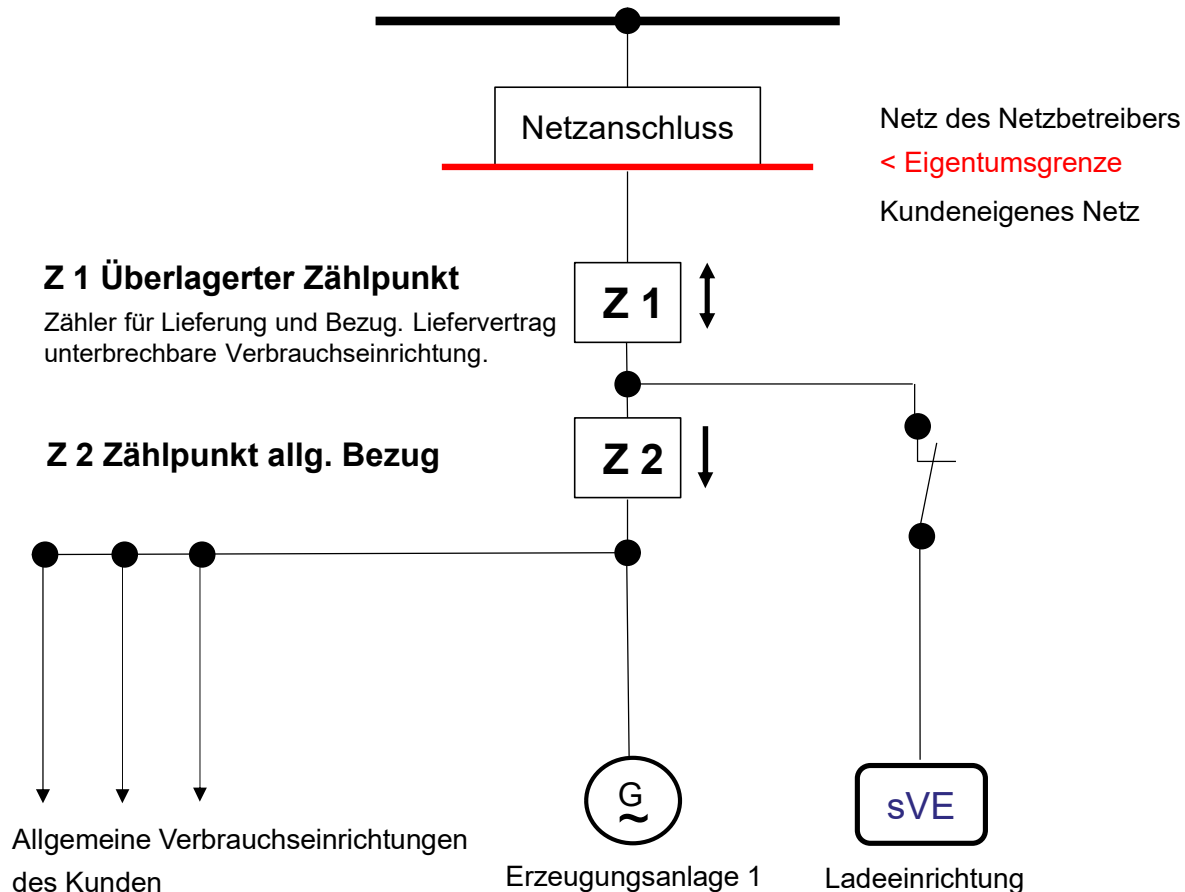 Netzanschluss
Netz des Netzbetreibers
< Eigentumsgrenze
Kundeneigenes Netz
Z 1 Überlagerter Zählpunkt
Zähler für Lieferung und Bezug. Liefervertrag
unterbrechbare Verbrauchseinrichtung.
Z 1
Z 2 Zählpunkt allg. Bezug
Z 2
G
~
sVE
Allgemeine Verbrauchseinrichtungen
des Kunden
Erzeugungsanlage 1
Ladeeinrichtung